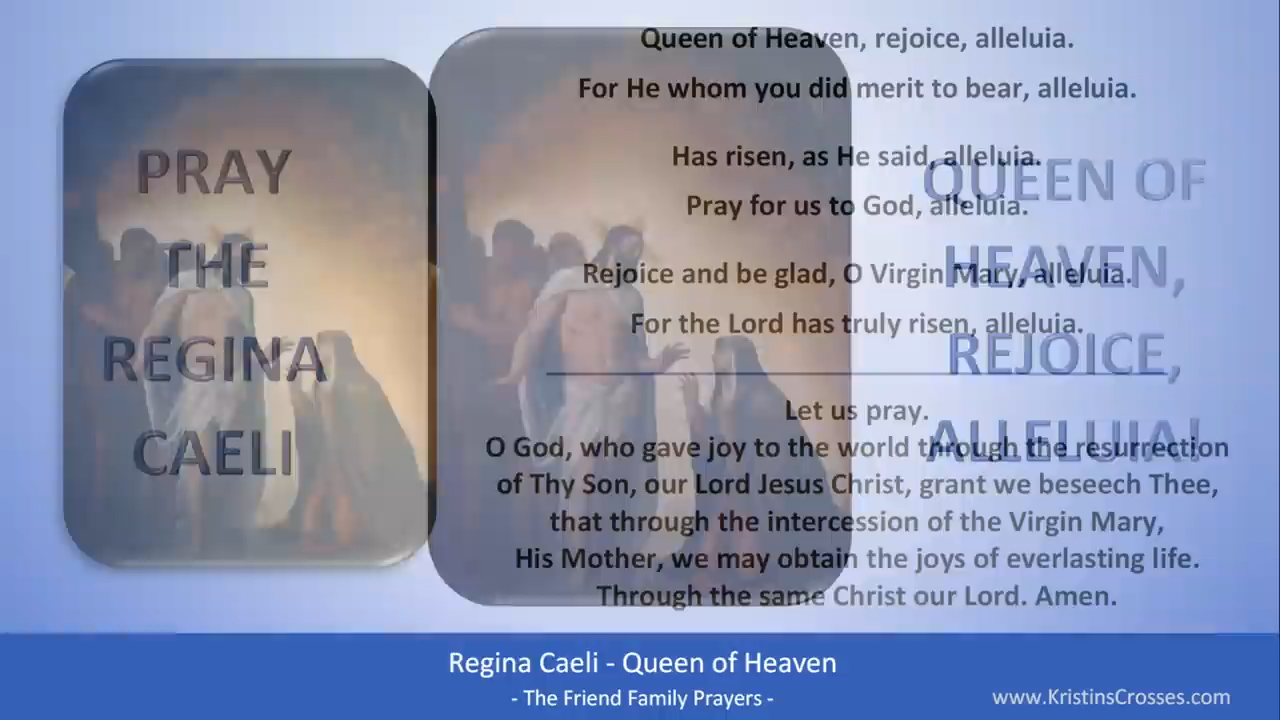 PRAY
THE
REGINA
CAELI
Queen of Heaven, rejoice, alleluia.
For He whom you did merit to bear, alleluia.
Has risen, as He said, alleluia.
Pray for us to God, alleluia.
Rejoice and be glad, O Virgin Mary, alleluia.
For the Lord has truly risen, alleluia.
Let us pray.
O God, who gave joy to the world through the resurrection
of Thy Son, our Lord Jesus Christ, grant we beseech Thee,
that through the intercession of the Virgin Mary,
His Mother, we may obtain the joys of everlasting life.
Through the same Christ our Lord. Amen.
QUEEN OF
HEAVEN,
REJOICE,
ALLELUIA!
Regina Caeli - Queen of Heaven
- The Friend Family Prayers -
www.KristinsCrosses.com